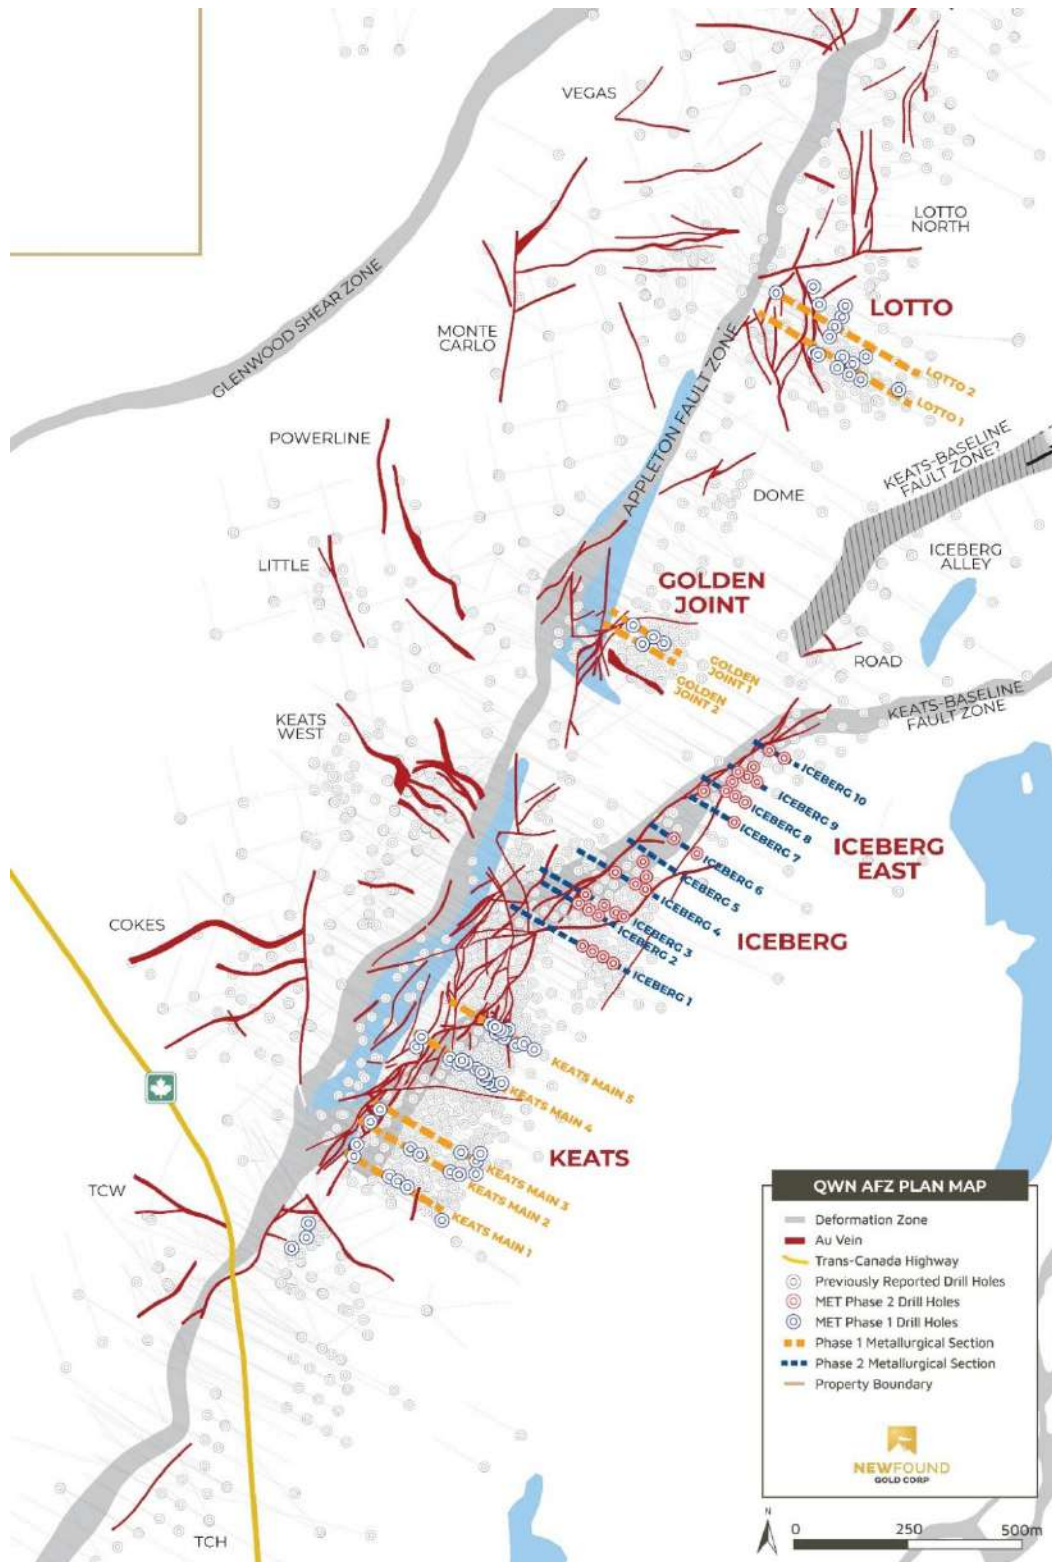 VEGAS
LOTTO
NORTH
LOTTO
GLENWOOD SHEAR ZONE
MONTE
CARLO
APPLETON FAULT ZONE
LOTTO 2
LOTTO 1
POWERLINE
KEATS-BASELINE
FAULT ZONE?
DOME
LITTLE
ICEBERG
ALLEY
GOLDEN
JOINT
GOLDEN
JOINT 1
GOLDEN
JOINT 2
ROAD
KEATS-BASELINE
FAULT ZONE
KEATS
WEST
ICEBERG 10
ICEBERG 9
ICEBERG 8
ICEBERG 7
ICEBERG
EAST
ICEBERG 6
ICEBERG 5
ICEBERG 4
ICEBERG 3
ICEBERG 2
ICEBERG 1
ICEBERG
COKES
KEATS MAIN 5
KEATS MAIN 4
KEATS
KEATS MAIN 3
KEATS MAIN 2
KEATS MAIN 1
TCW
TCH
QWN AFZ PLAN MAP
Deformation Zone
Au Vein
Trans-Canada Highway
Previously Reported Drill Holes
MET Phase 2 Drill Holes
MET Phase 1 Drill Holes
Phase 1 Metallurgical Section
Phase 2 Metallurgical Section
Property Boundary
NEWFOUND
GOLD CORP
N
0 250 500m